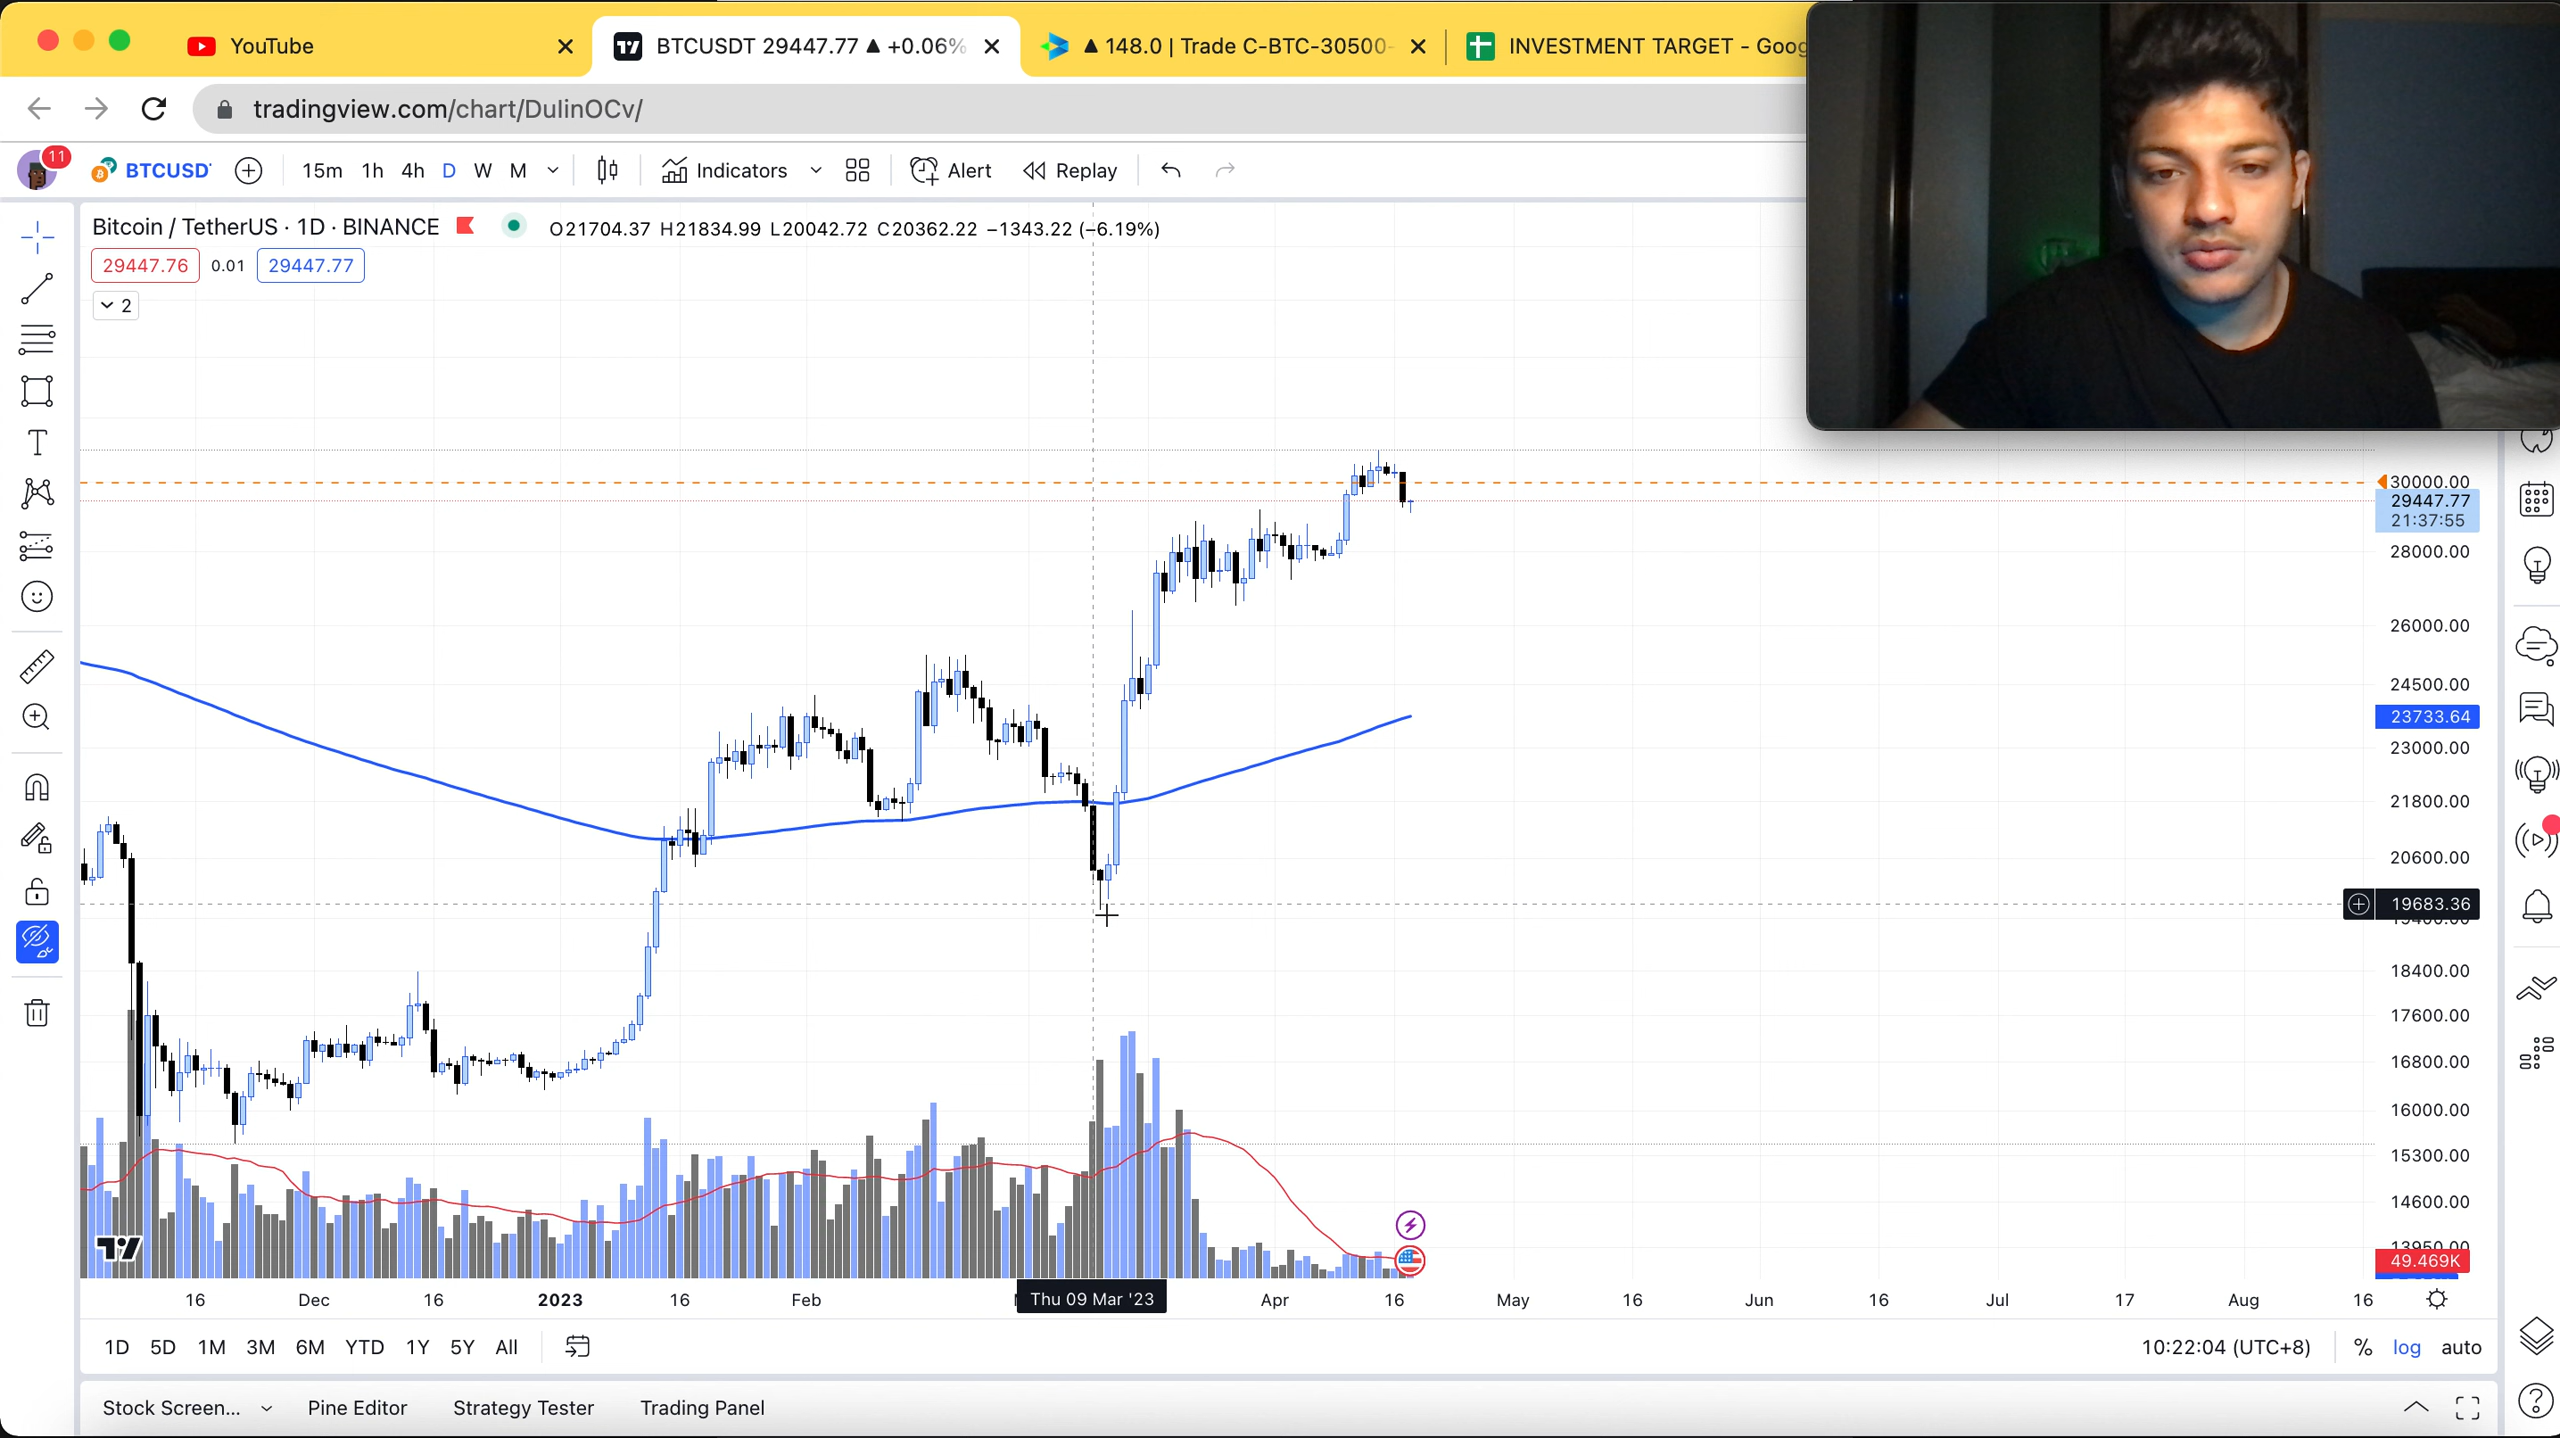 YouTube
BTCUSDT 29447.77 ▲ +0.06%
▲ 148.0 | Trade C-BTC-30500-
INVESTMENT TARGET - Goog
tradingview.com/chart/DulinOCv/
11
BTCUSD
15m 1h 4h D W M
Indicators
Alert
Replay
Bitcoin / TetherUS · 1D · BINANCE
O21704.37 H21834.99 L20042.72 C20362.22 −1343.22 (−6.19%)
29447.76 0.01 29447.77
2
30000.00
29447.77
21:37:55
28000.00
26000.00
24500.00
23733.64
23000.00
21800.00
20600.00
19683.36
18400.00
17600.00
16800.00
16000.00
15300.00
14600.00
13950.00
49.469K
16 Dec 16 2023 16 Feb Thu 09 Mar '23 Apr 16 May 16 Jun 16 Jul 17 Aug 16
1D 5D 1M 3M 6M YTD 1Y 5Y All
10:22:04 (UTC+8) % log auto
Stock Screen... Pine Editor Strategy Tester Trading Panel